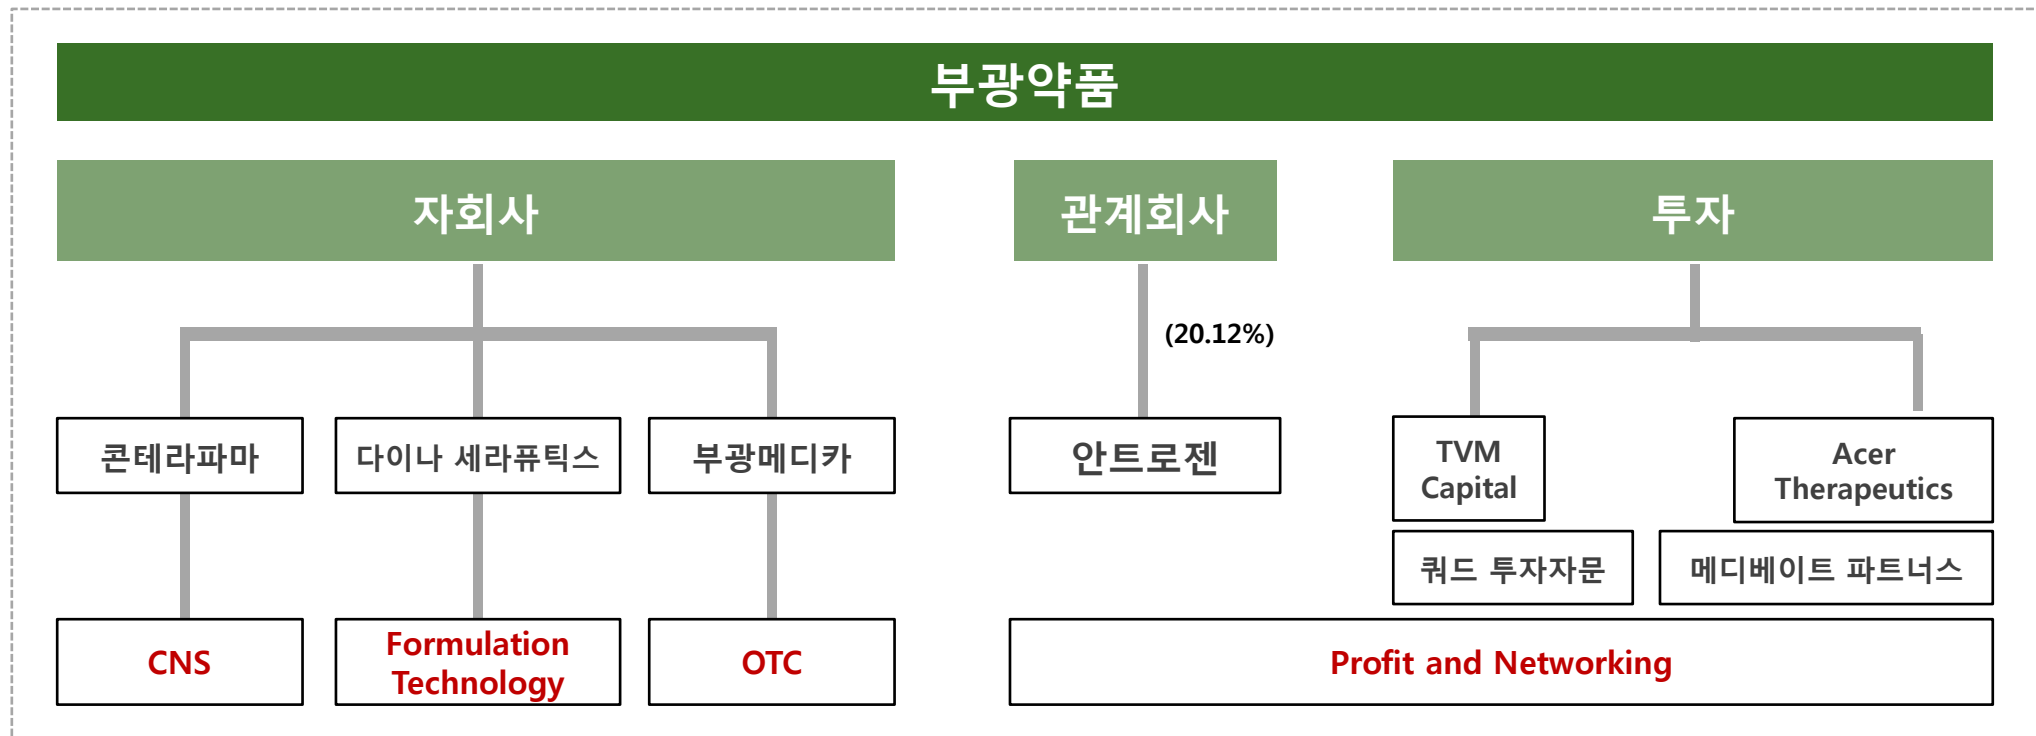 부광약품
자회사
관계회사
투자
(20.12%)
콘테라파마
다이나 세라퓨틱스
부광메디카
안트로젠
TVM
Capital
Acer
Therapeutics
쿼드 투자자문
메디베이트 파트너스
CNS
Formulation
Technology
OTC
Profit and Networking